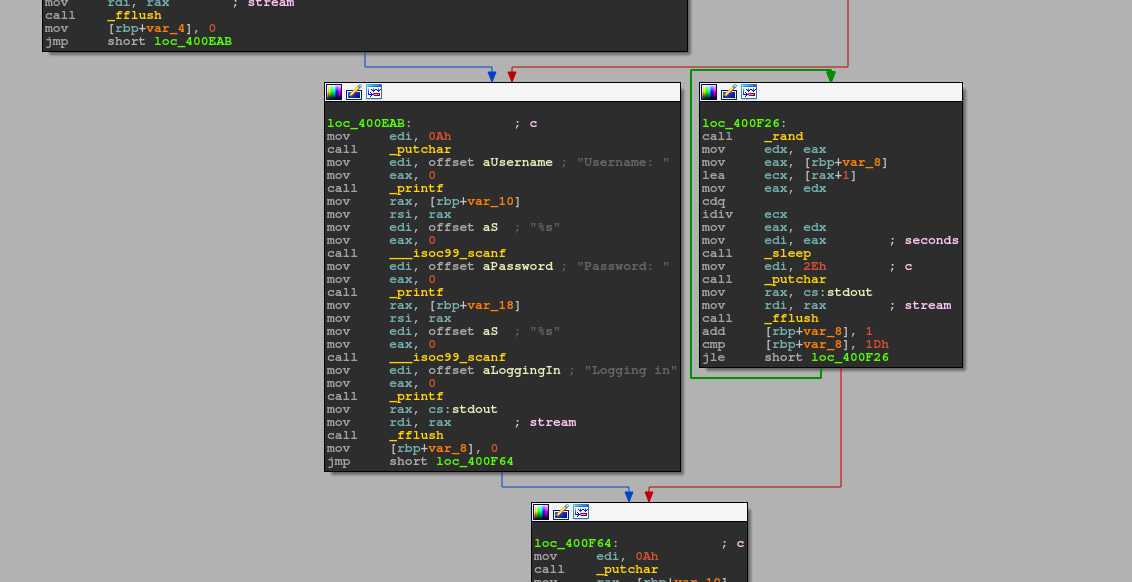 mov rdi, rax ; stream
call _fflush
mov [rbp+var_4], 0
jmp short loc_400EAB
loc_400EAB: ; c
mov edi, 0Ah
call _putchar
mov edi, offset aUsername ; "Username: "
mov eax, 0
call _printf
mov rax, [rbp+var_10]
mov rsi, rax
mov edi, offset aS ; "%s"
mov eax, 0
call ___isoc99_scanf
mov edi, offset aPassword ; "Password: "
mov eax, 0
call _printf
mov rax, [rbp+var_18]
mov rsi, rax
mov edi, offset aS ; "%s"
mov eax, 0
call ___isoc99_scanf
mov edi, offset aLoggingIn ; "Logging in"
mov eax, 0
call _printf
mov rax, cs:stdout
mov rdi, rax ; stream
call _fflush
mov [rbp+var_8], 0
jmp short loc_400F64
loc_400F26:
call _rand
mov edx, eax
mov eax, [rbp+var_8]
lea ecx, [rax+1]
mov eax, edx
cdq
idiv ecx
mov eax, edx
mov edi, eax ; seconds
call _sleep
mov edi, 2Eh ; c
call _putchar
mov rax, cs:stdout
mov rdi, rax ; stream
call _fflush
add [rbp+var_8], 1
cmp [rbp+var_8], 1Dh
jle short loc_400F26
loc_400F64: ; c
mov edi, 0Ah
call _putchar
mov rax, [rbp+var_10]